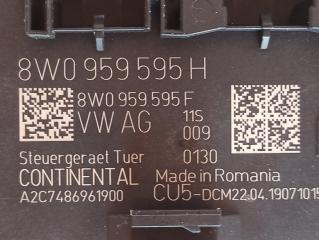 8W0 959 595 H
8W0 959 595 F
VW AG 11S
009
Steuergeraet Tuer 0130
CONTINENTAL Made in Romania
A2C7486961900 CU5-DCM22.04.19071015